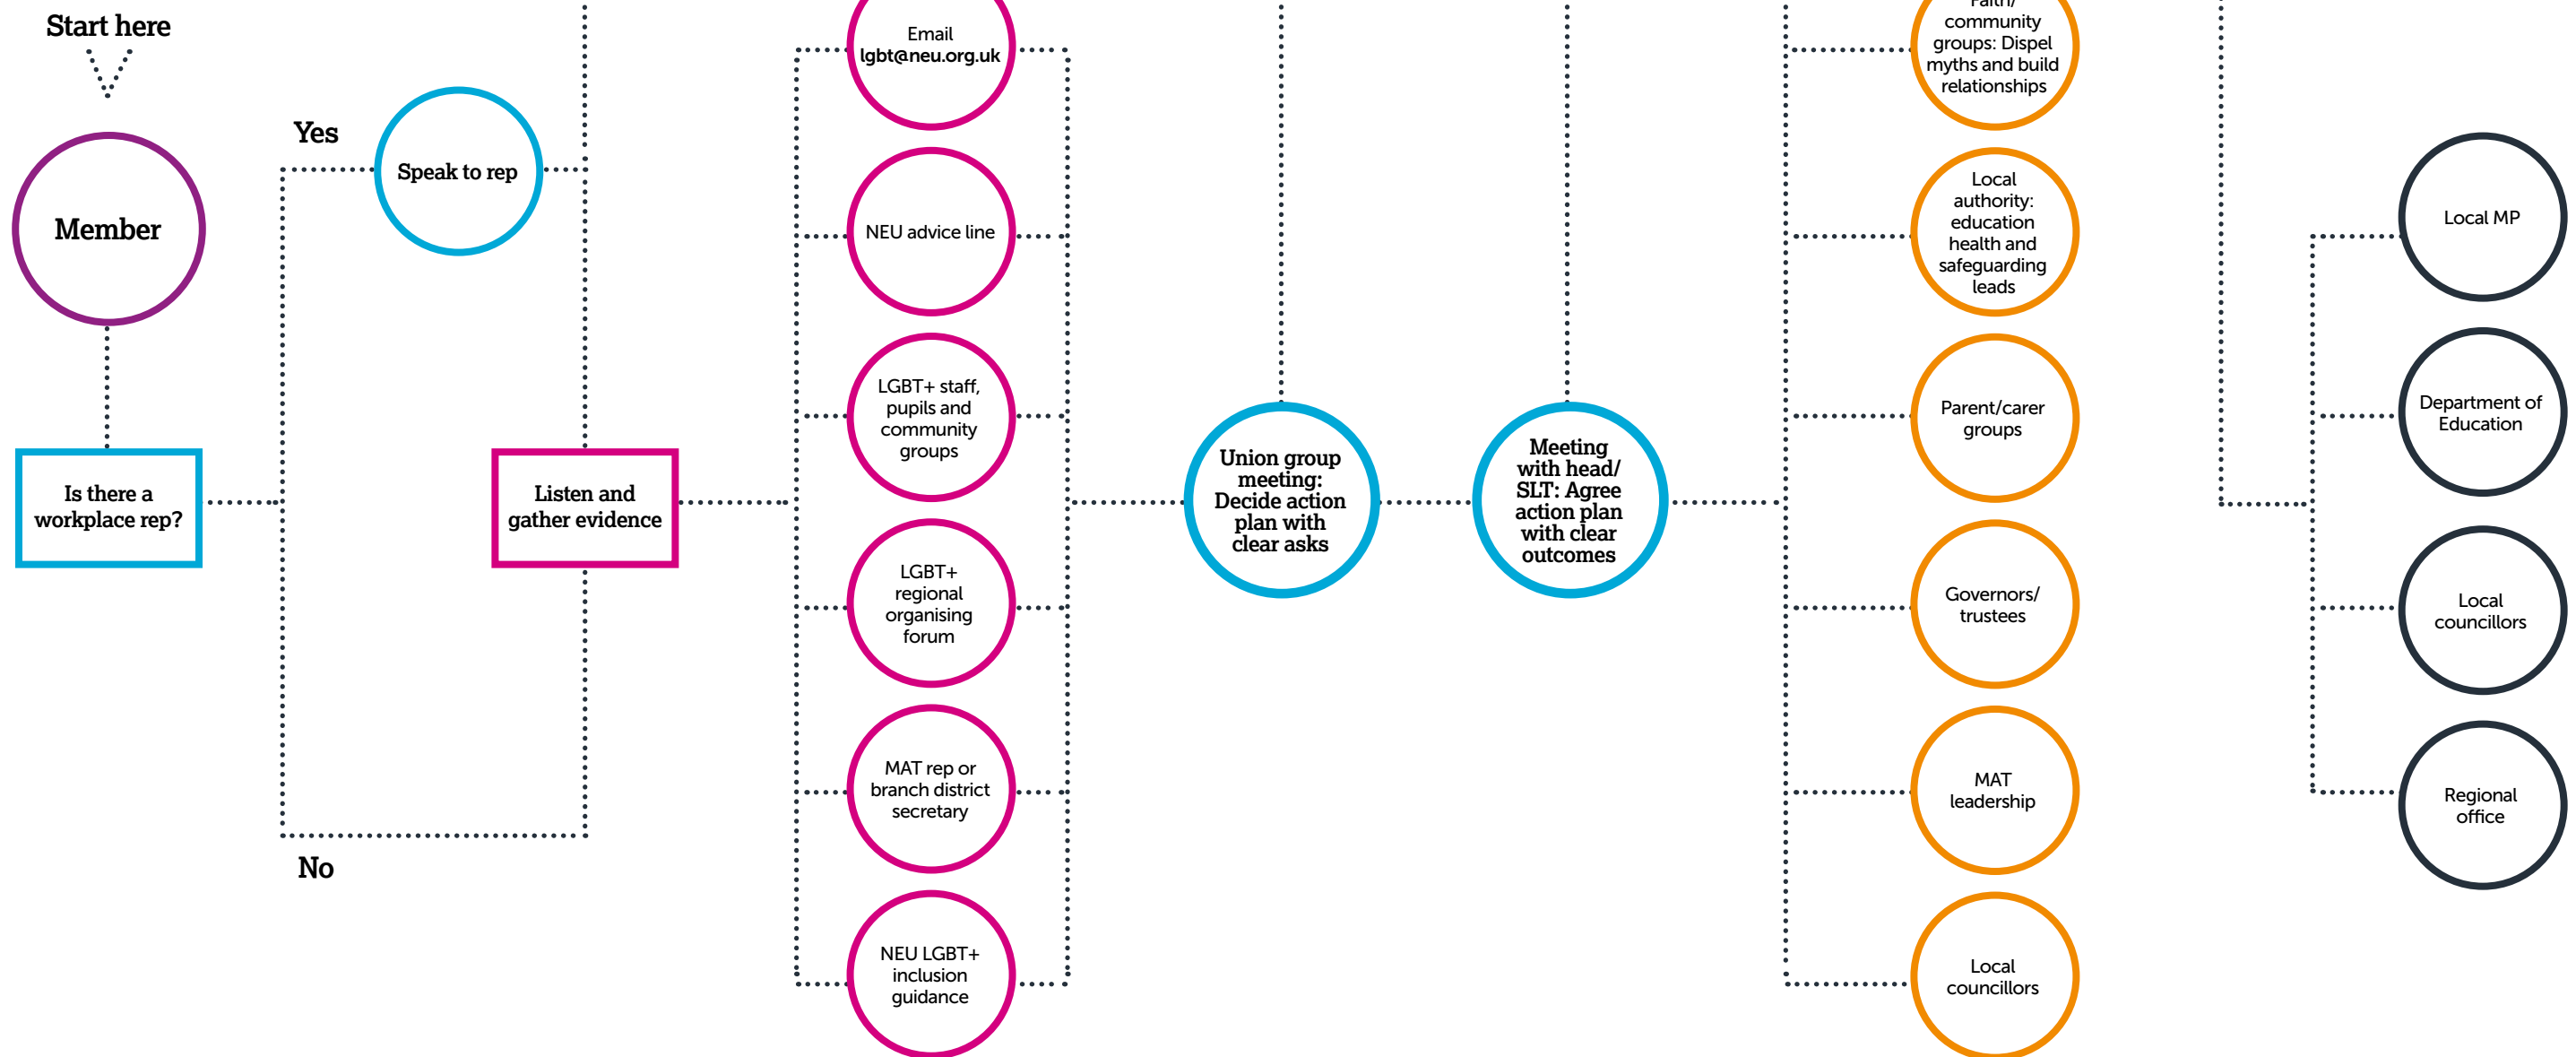 Start here
Member
Is there a
workplace rep?
Yes
No
Speak to rep
Listen and
gather evidence
Email
lgbt@neu.org.uk
NEU advice line
LGBT+ staff,
pupils and
community
groups
LGBT+
regional
organising
forum
MAT rep or
branch district
secretary
NEU LGBT+
inclusion
guidance
Union group
meeting:
Decide action
plan with
clear asks
Meeting
with head/
SLT: Agree
action plan
with clear
outcomes
Faith/
community
groups: Dispel
myths and build
relationships
Local
authority:
education
health and
safeguarding
leads
Parent/carer
groups
Governors/
trustees
MAT
leadership
Local
councillors
Local MP
Department of
Education
Local
councillors
Regional
office